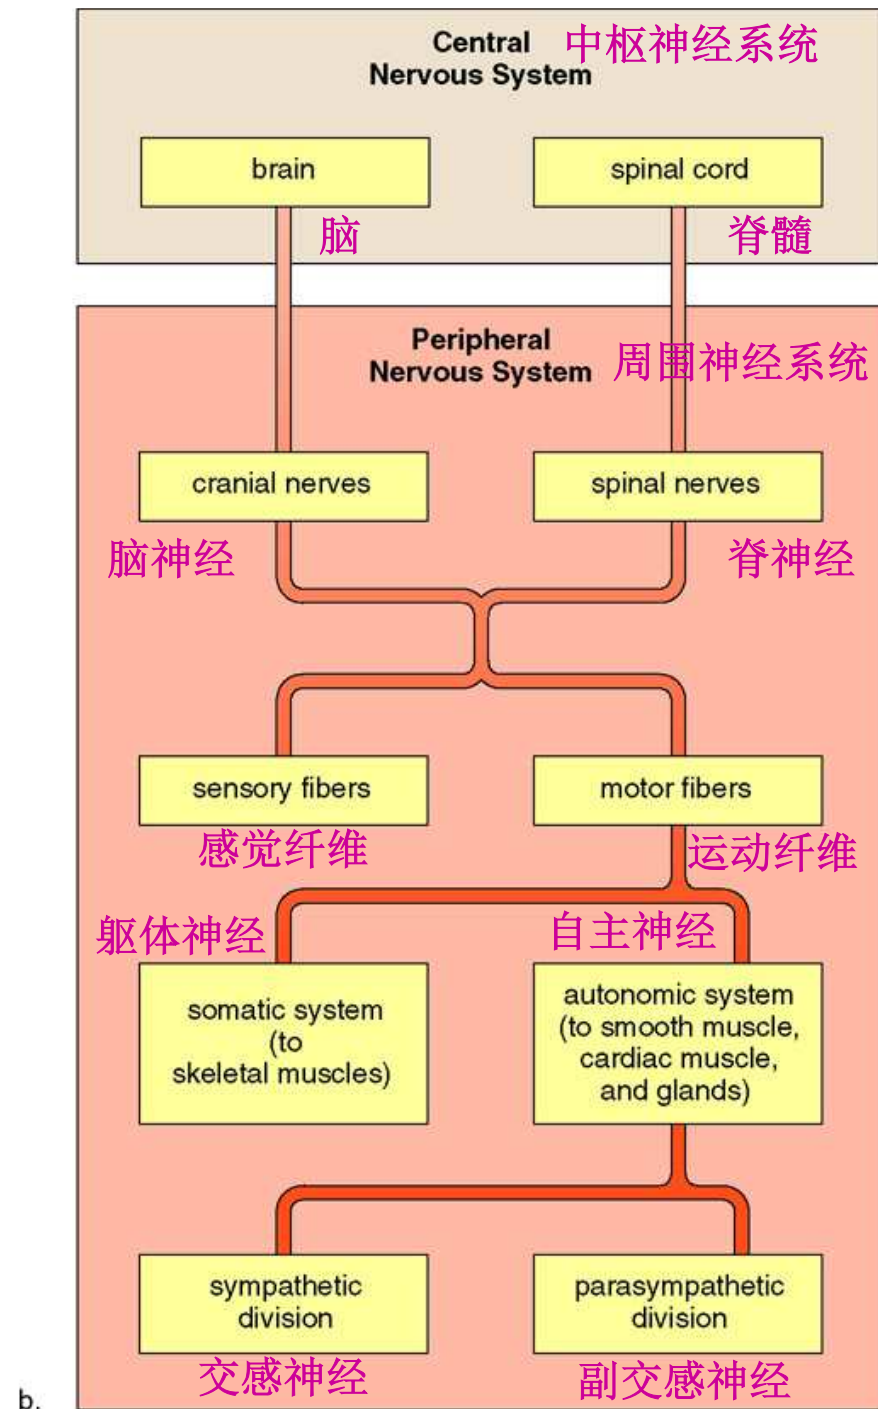 Central 中枢神经系统
Nervous System
brain
spinal cord
脑
脊髓
Peripheral
Nervous System 周围神经系统
cranial nerves
spinal nerves
脑神经
脊神经
sensory fibers
motor fibers
感觉纤维
运动纤维
躯体神经
自主神经
somatic system
(to
skeletal muscles)
autonomic system
(to smooth muscle,
cardiac muscle,
and glands)
sympathetic
division
parasympathetic
division
交感神经
副交感神经
b.